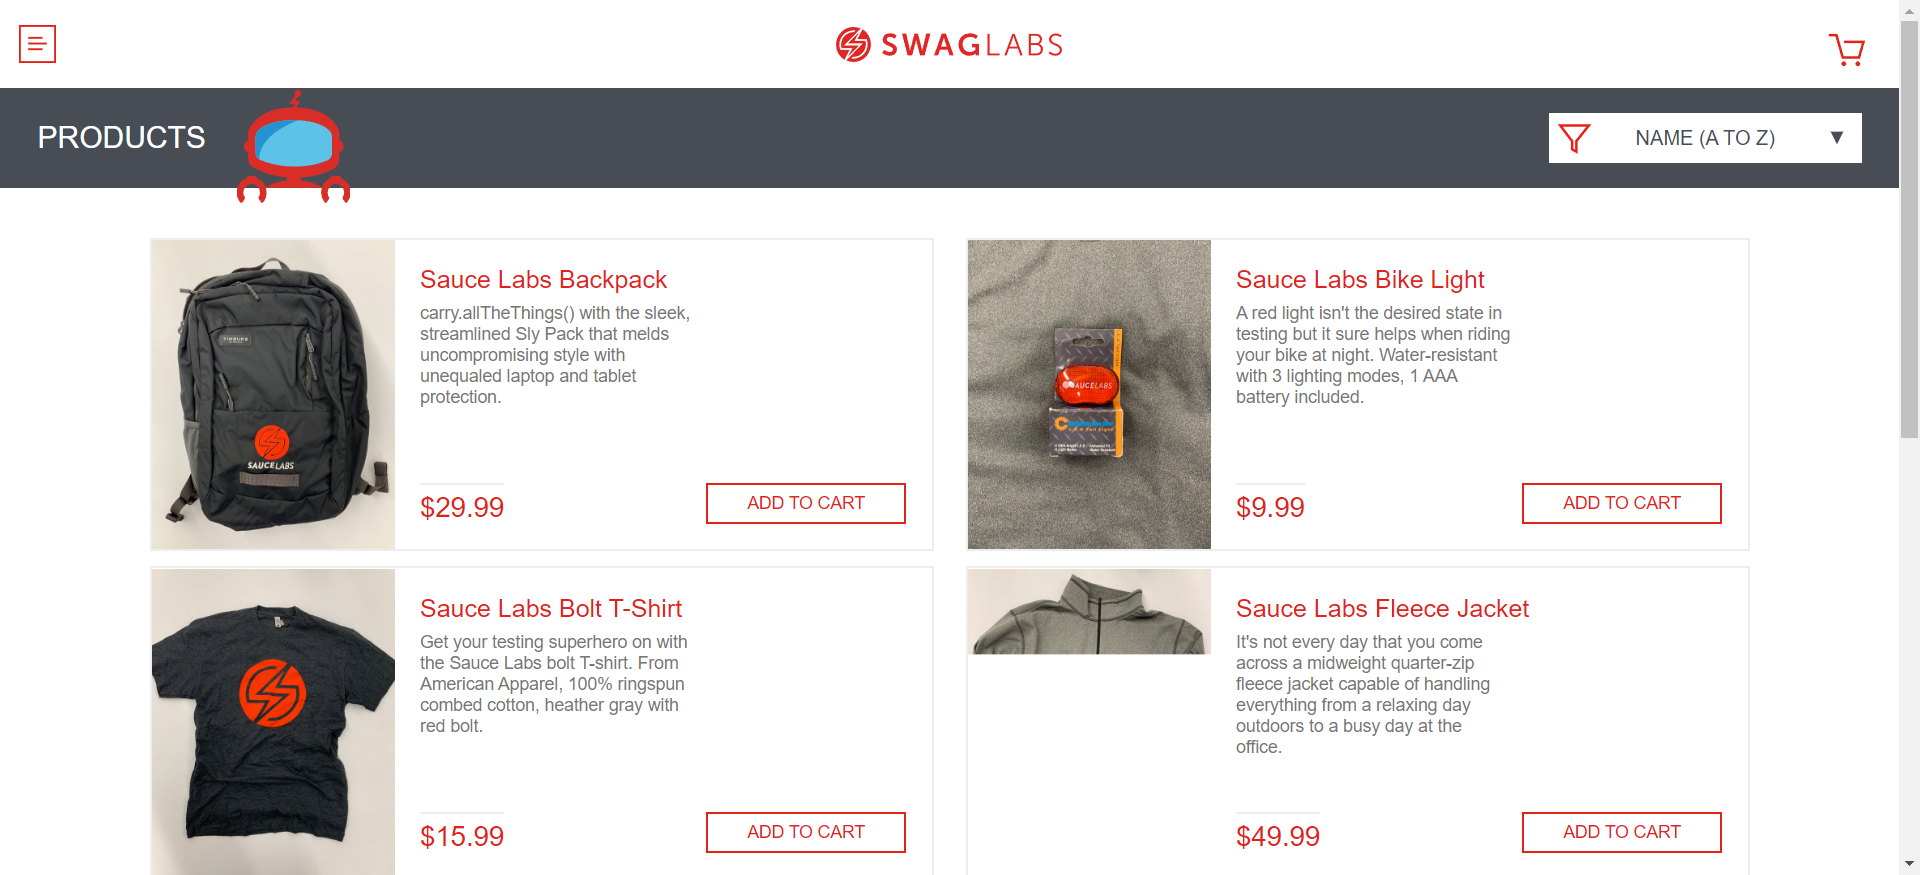 SWAGLABS
PRODUCTS
NAME (A TO Z)
Sauce Labs Backpack
carry.allTheThings() with the sleek,
streamlined Sly Pack that melds
uncompromising style with
unequaled laptop and tablet
protection.
$29.99
ADD TO CART
SAUCELABS
Sauce Labs Bike Light
A red light isn't the desired state in
testing but it sure helps when riding
your bike at night. Water-resistant
with 3 lighting modes, 1 AAA
battery included.
$9.99
ADD TO CART
SAUCELABS
Sauce Labs Bolt T-Shirt
Get your testing superhero on with
the Sauce Labs bolt T-shirt. From
American Apparel, 100% ringspun
combed cotton, heather gray with
red bolt.
$15.99
ADD TO CART
Sauce Labs Fleece Jacket
It's not every day that you come
across a midweight quarter-zip
fleece jacket capable of handling
everything from a relaxing day
outdoors to a busy day at the
office.
$49.99
ADD TO CART